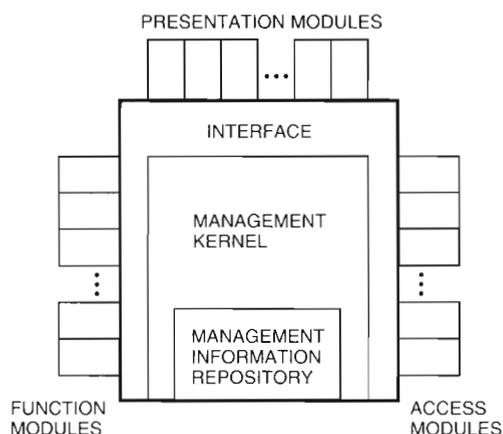 PRESENTATION MODULES
INTERFACE
MANAGEMENT
KERNEL
MANAGEMENT
INFORMATION
REPOSITORY
FUNCTION
MODULES
ACCESS
MODULES